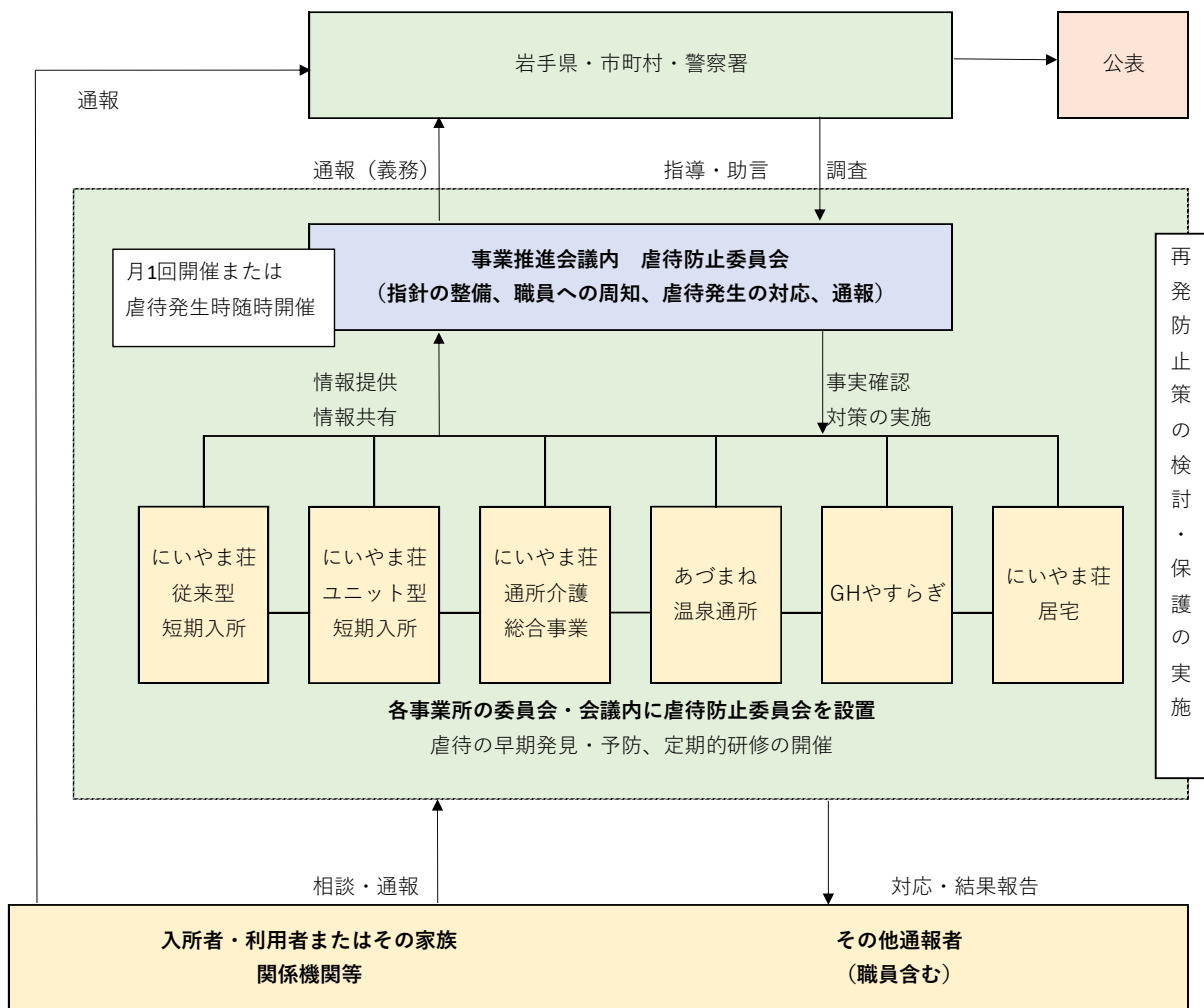 岩手県・市町村・警察署
公表
通報
通報（義務）
指導・助言
調査
事業推進会議内　虐待防止委員会
（指針の整備、職員への周知、虐待発生の対応、通報）
月1回開催または
虐待発生時随時開催
再発防止策の検討・保護の実施
情報提供
情報共有
事実確認
対策の実施
にいやま荘
従来型
短期入所
にいやま荘
ユニット型
短期入所
にいやま荘
通所介護
総合事業
あづまね
温泉通所
GHやすらぎ
にいやま荘
居宅
各事業所の委員会・会議内に虐待防止委員会を設置
虐待の早期発見・予防、定期的研修の開催
相談・通報
対応・結果報告
入所者・利用者またはその家族
関係機関等
その他通報者
（職員含む）